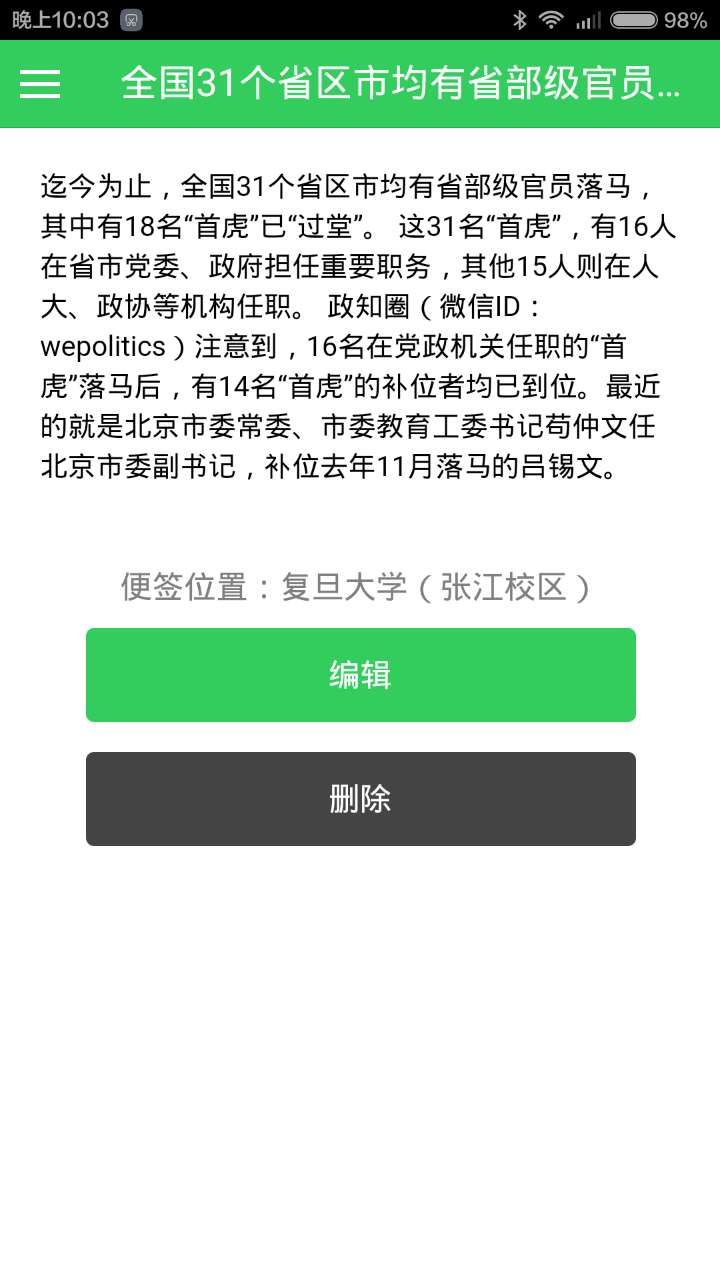 晚上10:03
98%
全国31个省区市均有省部级官员...
迄今为止，全国31个省区市均有省部级官员落马，
其中有18名“首虎”已“过堂”。 这31名“首虎”，有16人
在省市党委、政府担任重要职务，其他15人则在人
大、政协等机构任职。 政知圈（微信ID：
wepolitics）注意到，16名在党政机关任职的“首
虎”落马后，有14名“首虎”的补位者均已到位。最近
的就是北京市委常委、市委教育工委书记苟仲文任
北京市委副书记，补位去年11月落马的吕锡文。
便签位置：复旦大学（张江校区）
编辑
删除